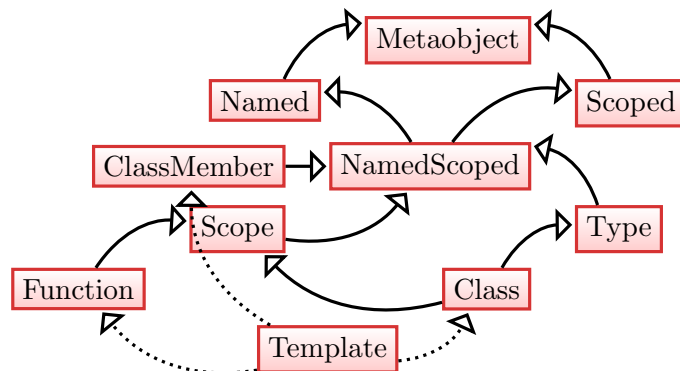 Metaobject
Named
Scoped
ClassMember
NamedScoped
Scope
Type
Function
Class
Template